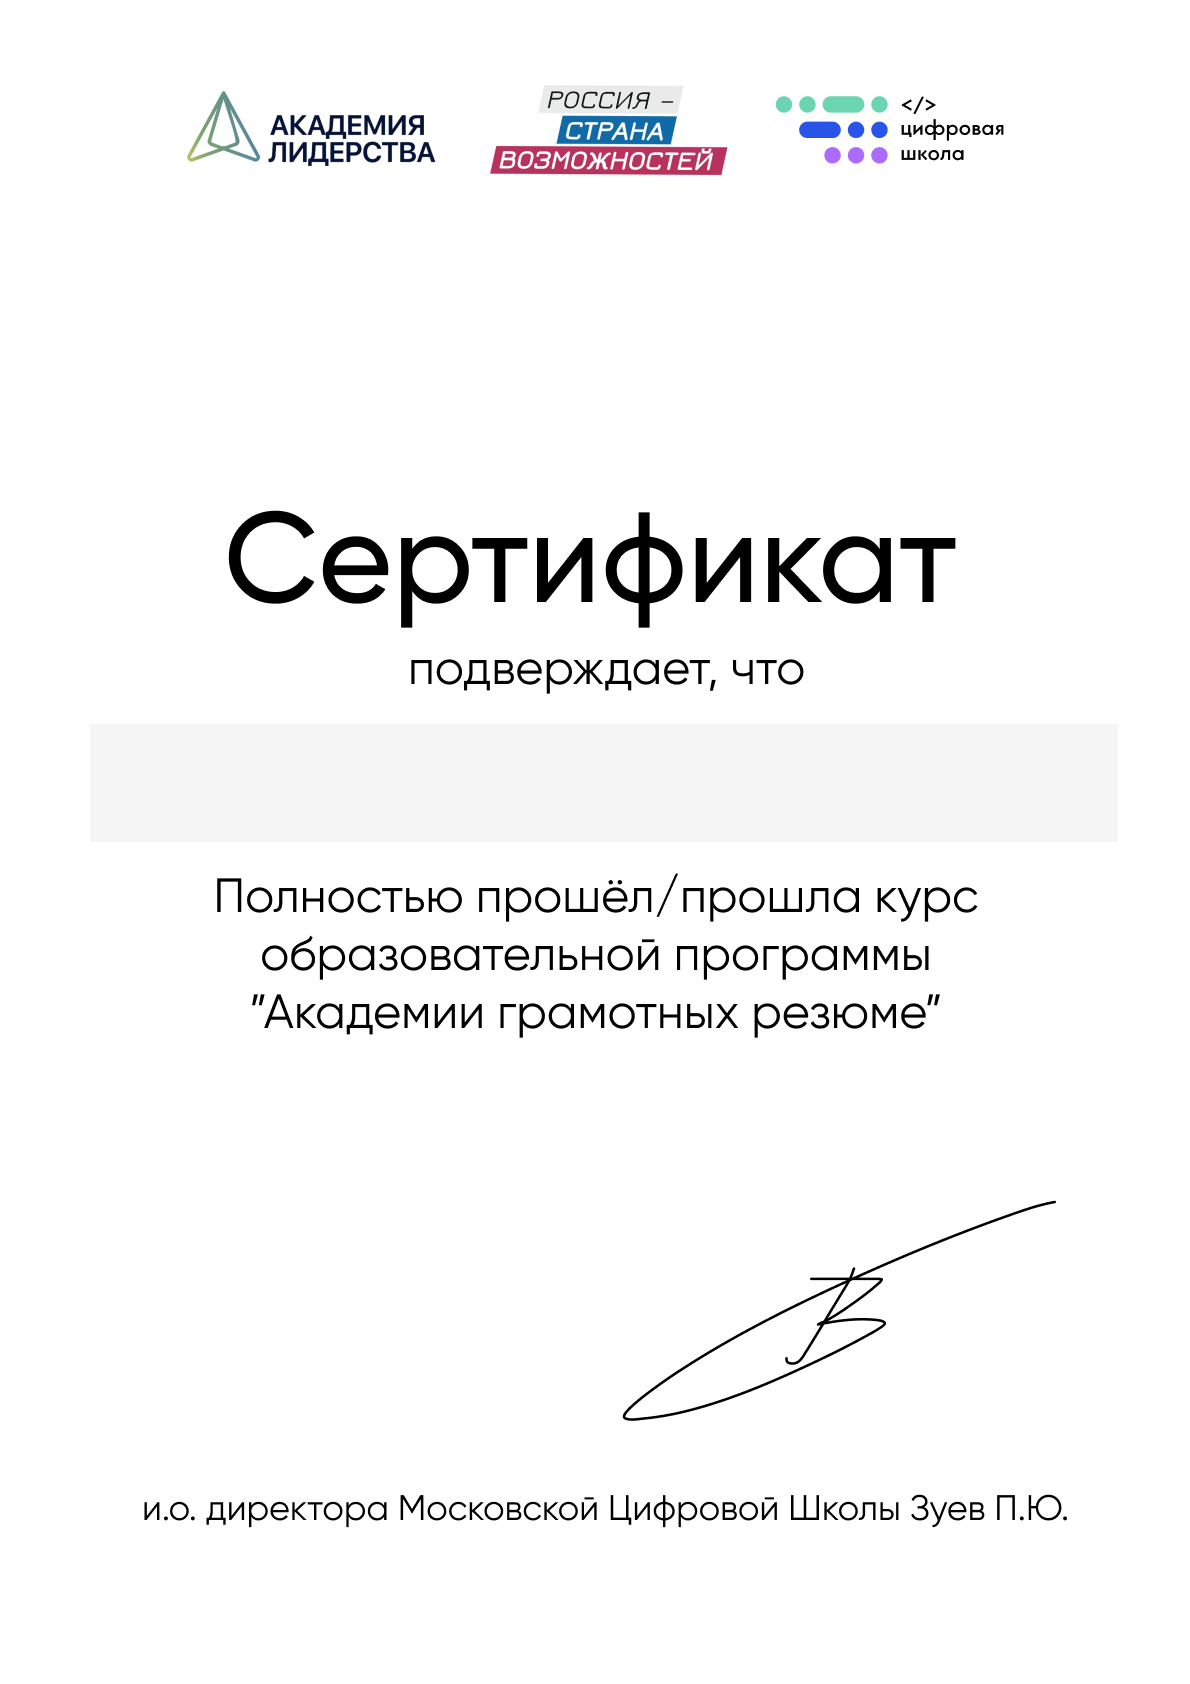 АКАДЕМИЯ
ЛИДЕРСТВА
РОССИЯ –
СТРАНА
ВОЗМОЖНОСТЕЙ
</>
цифровая
школа
Сертификат
подтверждает, что
Полностью прошёл/прошла курс
образовательной программы
"Академии грамотных резюме"
и.о. директора Московской Цифровой Школы Зуев П.Ю.